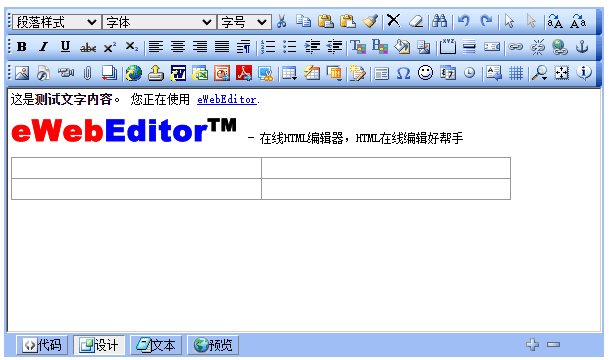 段落样式 字体 字号
B I U abc x² x₂
这是测试文字内容。 您正在使用 eWebEditor.
eWebEditor™ - 在线HTML编辑器，HTML在线编辑好帮手
代码 设计 文本 预览